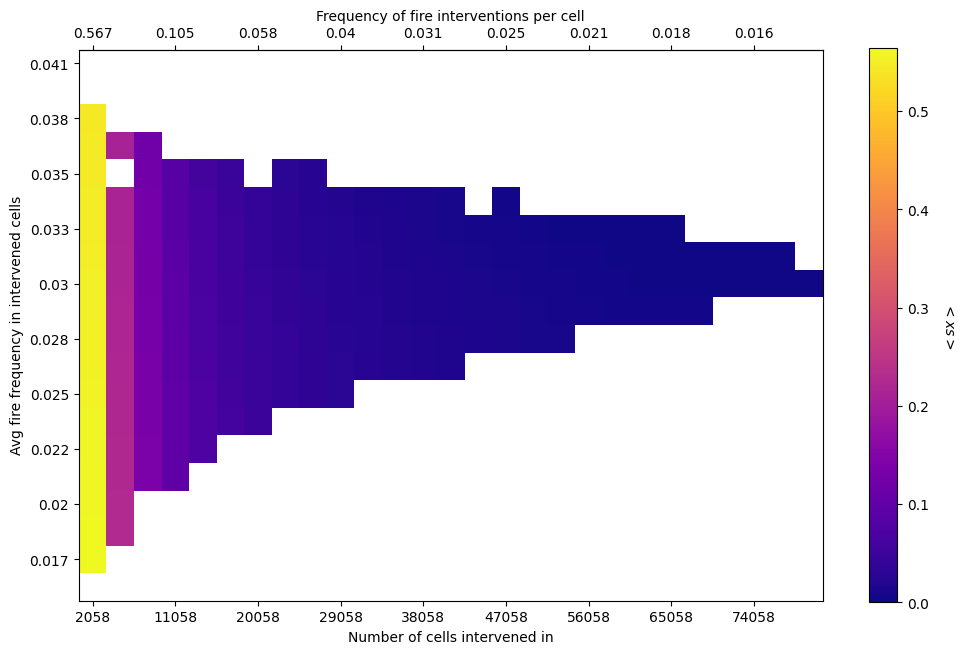 Frequency of fire interventions per cell
0.567 0.105 0.058 0.04 0.031 0.025 0.021 0.018 0.016
0.041
0.038
0.035
0.033
0.03
0.028
0.025
0.022
0.02
0.017
Avg fire frequency in intervened cells
2058 11058 20058 29058 38058 47058 56058 65058 74058
Number of cells intervened in
0.5
0.4
0.3
0.2
0.1
0.0
< sx >